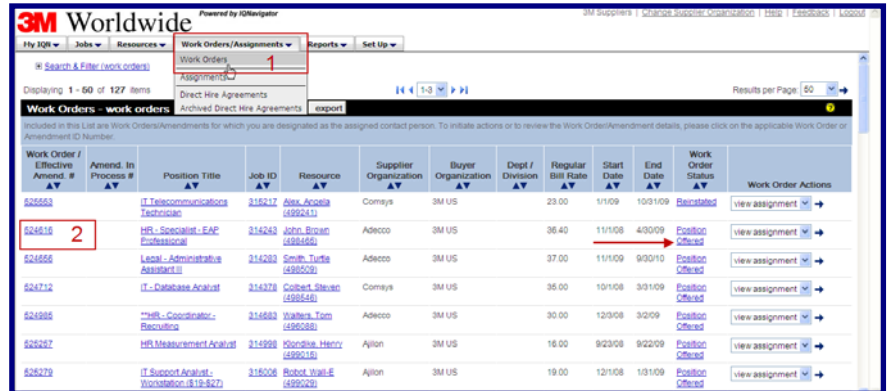 3M Worldwide Powered by IQNavigator
3M Suppliers | Change Supplier Organization | Help | Feedback | Logout
My IQN Jobs Resources Work Orders/Assignments Reports Set Up
Work Orders 1
Search & Filter (work orders)
Assignments
Displaying 1 - 50 of 127 items 1-3 Results per Page: 50
Direct Hire Agreements
Work Orders - work orders Archived Direct Hire Agreements export ?
Included in this List are Work Orders/Amendments for which you are designated as the assigned contact person. To initiate actions or to review the Work Order/Amendment details, please click on the applicable Work Order or
Amendment ID Number.
Work Order / Effective Amend. # Amend. In Process # Position Title Job ID Resource Supplier Organization Buyer Organization Dept / Division Regular Bill Rate Start Date End Date Work Order Status Work Order Actions
525553 IT Telecommunications Technician 315217 Alex, Angela (499241) Comsys 3M US 23.00 1/1/09 10/31/09 Reinstated view assignment
524616 2 HR - Specialist - EAP Professional 314243 John, Brown (498466) Adecco 3M US 36.40 11/1/08 4/30/09 Position Offered view assignment
524656 Legal - Administrative Assistant III 314283 Smith, Turtle (498509) Adecco 3M US 37.00 11/1/09 9/30/10 Position Offered view assignment
524712 IT - Database Analyst 314378 Colbert, Steven (498546) Comsys 3M US 35.00 10/1/08 3/31/09 Position Offered view assignment
524985 **HR - Coordinator - Recruiting 314683 Walters, Tom (496088) Adecco 3M US 30.00 12/3/08 3/2/09 Position Offered view assignment
525257 HR Measurement Analyst 314998 Klondike, Henry (499015) Ajilon 3M US 16.00 9/23/08 9/22/09 Position Offered view assignment
525279 IT Support Analyst - Workstation ($19-$27) 315006 Robot, Wall-E (499029) Ajilon 3M US 19.00 12/1/08 1/31/09 Position Offered view assignment